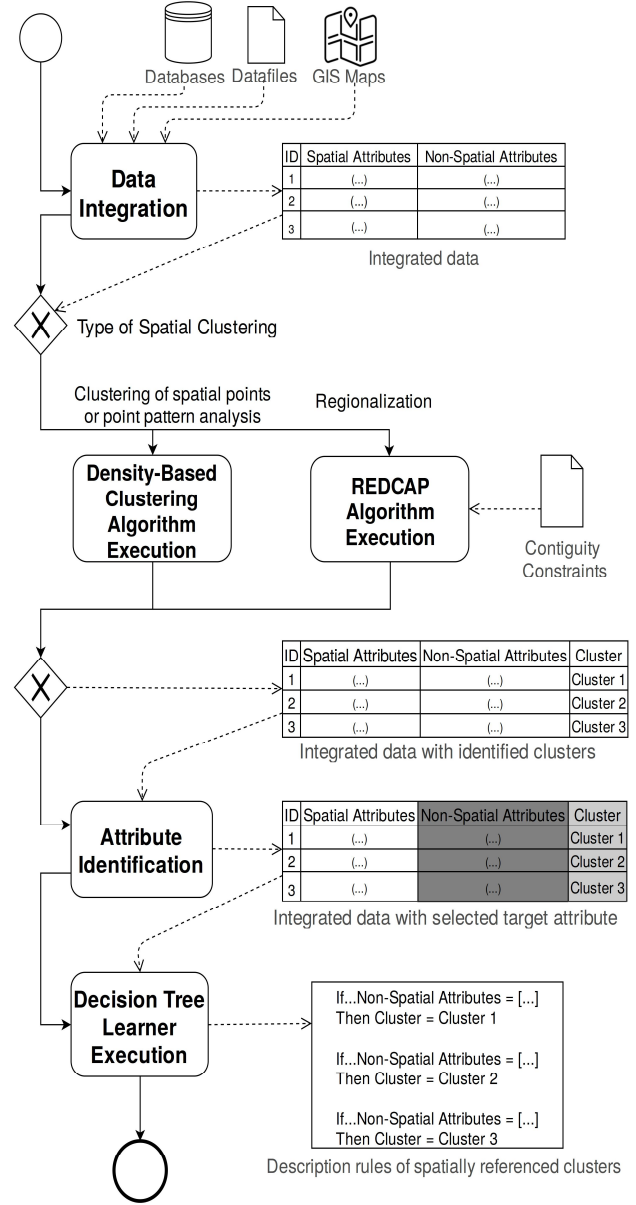 Databases Datafiles GIS Maps
Data
Integration
ID Spatial Attributes Non-Spatial Attributes
1 (...) (...)
2 (...) (...)
3 (...) (...)
Integrated data
X Type of Spatial Clustering
Clustering of spatial points
or point pattern analysis
Regionalization
Density-Based
Clustering
Algorithm
Execution
REDCAP
Algorithm
Execution
Contiguity
Constraints
X
ID Spatial Attributes Non-Spatial Attributes Cluster
1 (...) (...) Cluster 1
2 (...) (...) Cluster 2
3 (...) (...) Cluster 3
Integrated data with identified clusters
Attribute
Identification
ID Spatial Attributes Non-Spatial Attributes Cluster
1 (...) (...) Cluster 1
2 (...) (...) Cluster 2
3 (...) (...) Cluster 3
Integrated data with selected target attribute
Decision Tree
Learner
Execution
If...Non-Spatial Attributes = [...]
Then Cluster = Cluster 1
If...Non-Spatial Attributes = [...]
Then Cluster = Cluster 2
If...Non-Spatial Attributes = [...]
Then Cluster = Cluster 3
Description rules of spatially referenced clusters